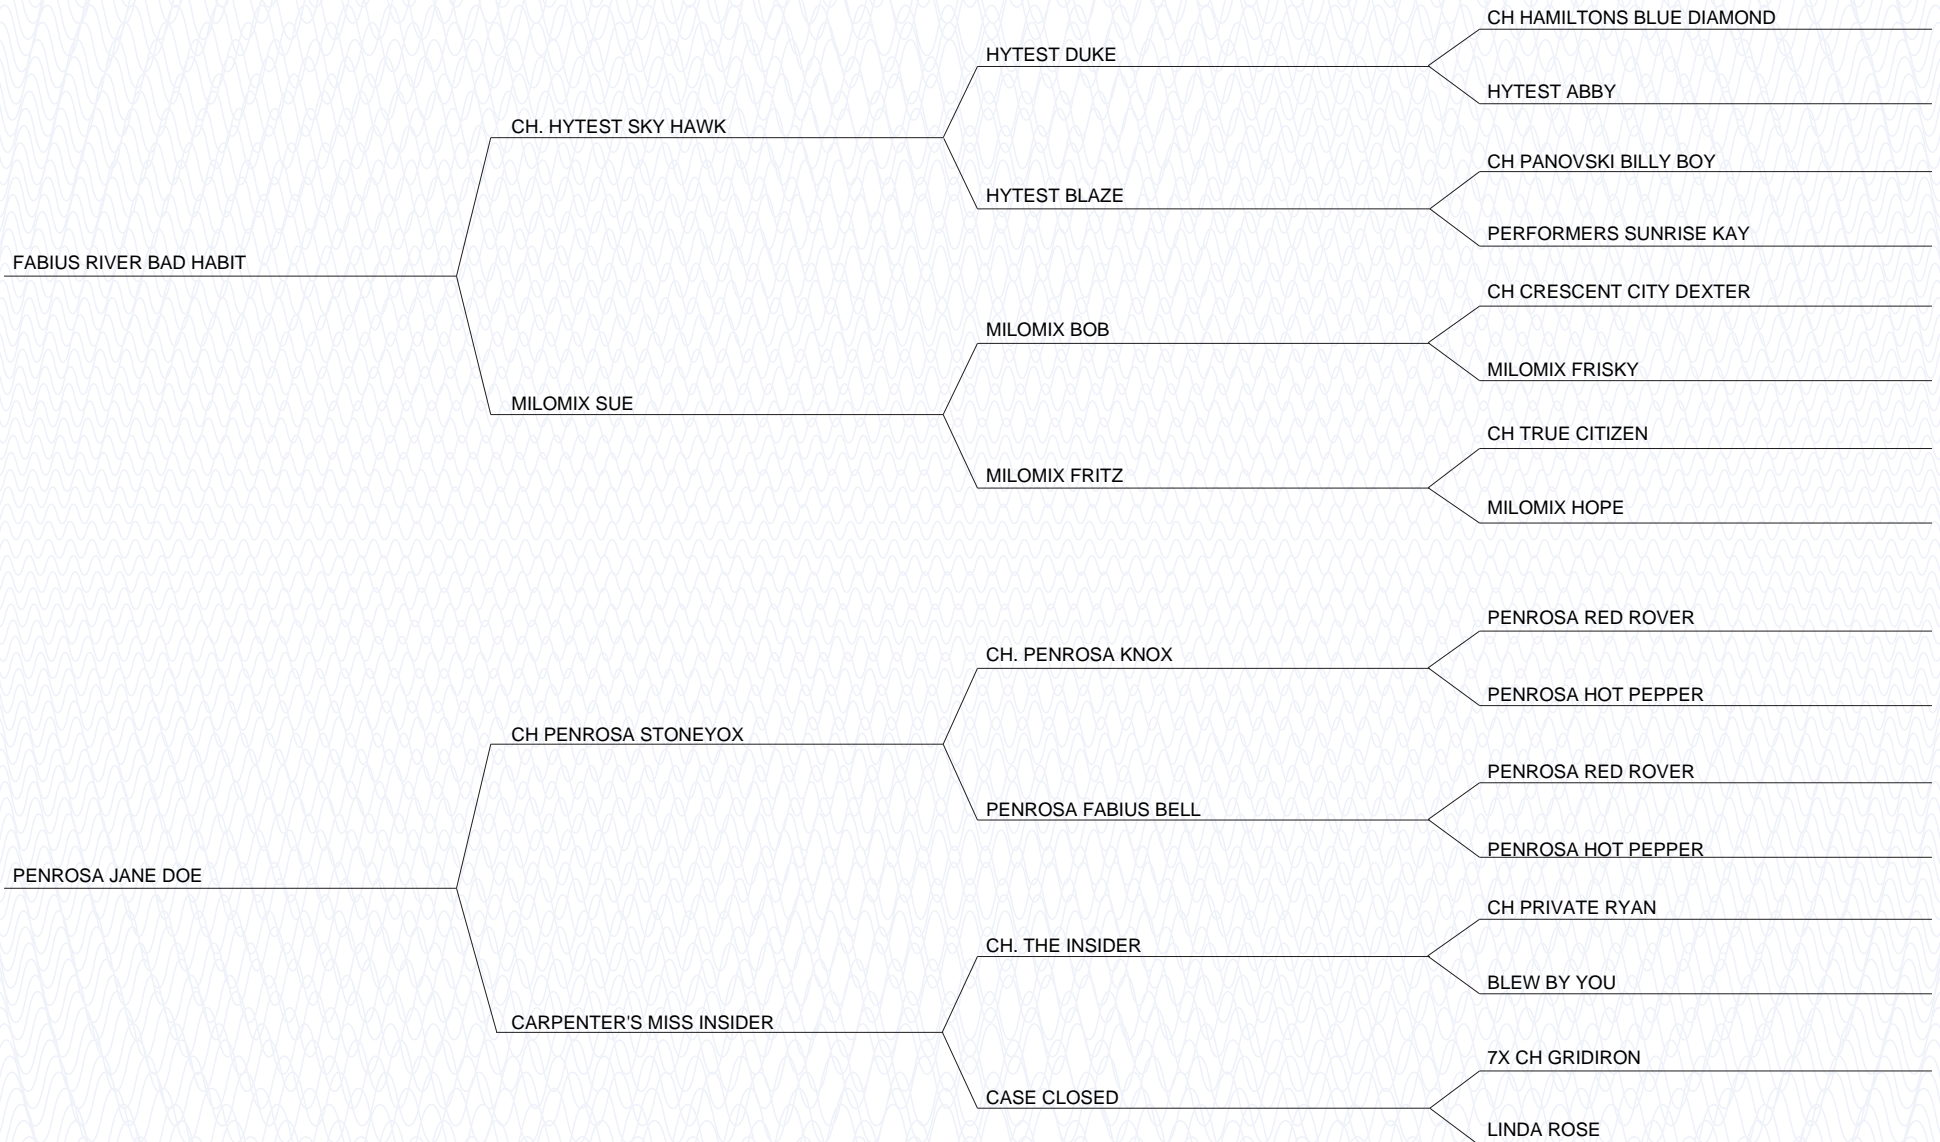 CH HAMILTONS BLUE DIAMOND
HYTEST DUKE
HYTEST ABBY
CH. HYTEST SKY HAWK
CH PANOVSKI BILLY BOY
HYTEST BLAZE
PERFORMERS SUNRISE KAY
FABIUS RIVER BAD HABIT
CH CRESCENT CITY DEXTER
MILOMIX BOB
MILOMIX FRISKY
MILOMIX SUE
CH TRUE CITIZEN
MILOMIX FRITZ
MILOMIX HOPE
PENROSA RED ROVER
CH. PENROSA KNOX
PENROSA HOT PEPPER
CH PENROSA STONEYOX
PENROSA RED ROVER
PENROSA FABIUS BELL
PENROSA HOT PEPPER
PENROSA JANE DOE
CH PRIVATE RYAN
CH. THE INSIDER
BLEW BY YOU
CARPENTER'S MISS INSIDER
7X CH GRIDIRON
CASE CLOSED
LINDA ROSE